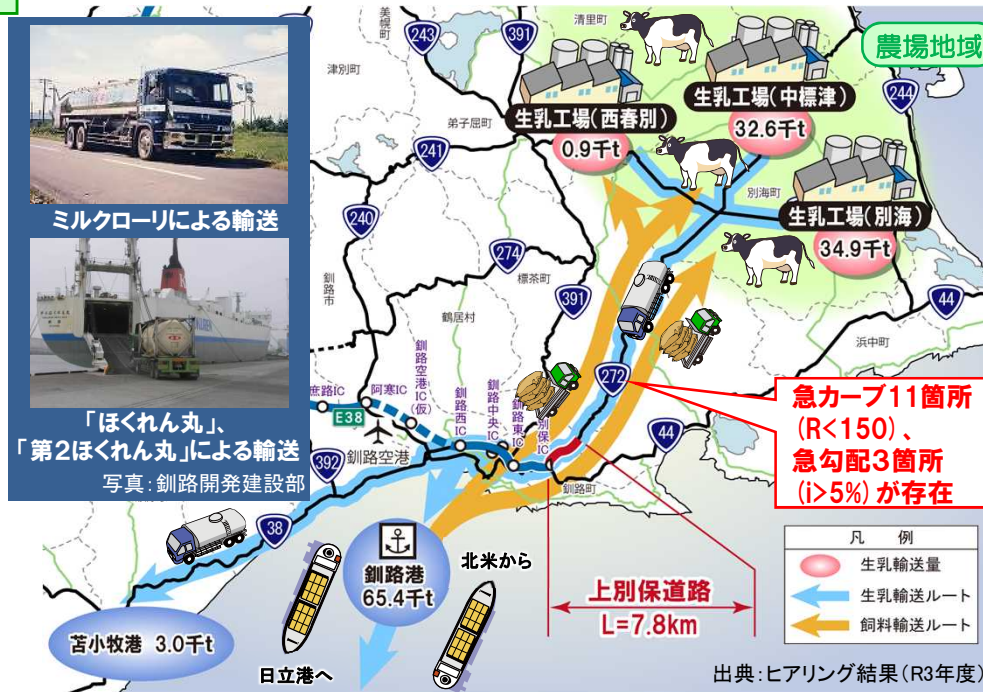 ミルクローリによる輸送
「ほくれん丸」、
「第2ほくれん丸」による輸送
写真:釧路開発建設部
農場地域
美幌町
清里町
243
391
244
津別町
生乳工場(西春別)
0.9千t
生乳工場(中標津)
32.6千t
弟子屈町
241
別海町
生乳工場(別海)
34.9千t
240
274
標茶町
釧路市
391
鶴居村
44
浜中町
272
急カーブ11箇所
(R<150)、
急勾配3箇所
(i>5%)が存在
庶路IC
阿寒IC
釧路空港IC(仮)
釧路西IC
釧路中央IC
釧路東IC
別保IC
E38
44
392
釧路空港
釧路町
38
釧路港
65.4千t
北米から
上別保道路
L=7.8km
苫小牧港 3.0千t
日立港へ
凡 例
生乳輸送量
生乳輸送ルート
飼料輸送ルート
出典:ヒアリング結果(R3年度)